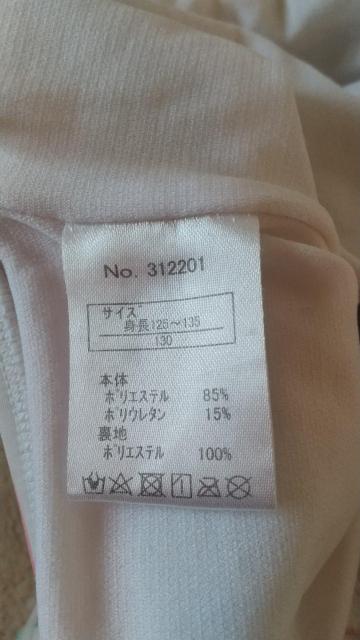 No. 312201
サイズ
身長125〜135
130
本体
ポリエステル 85%
ポリウレタン 15%
裏地
ポリエステル 100%